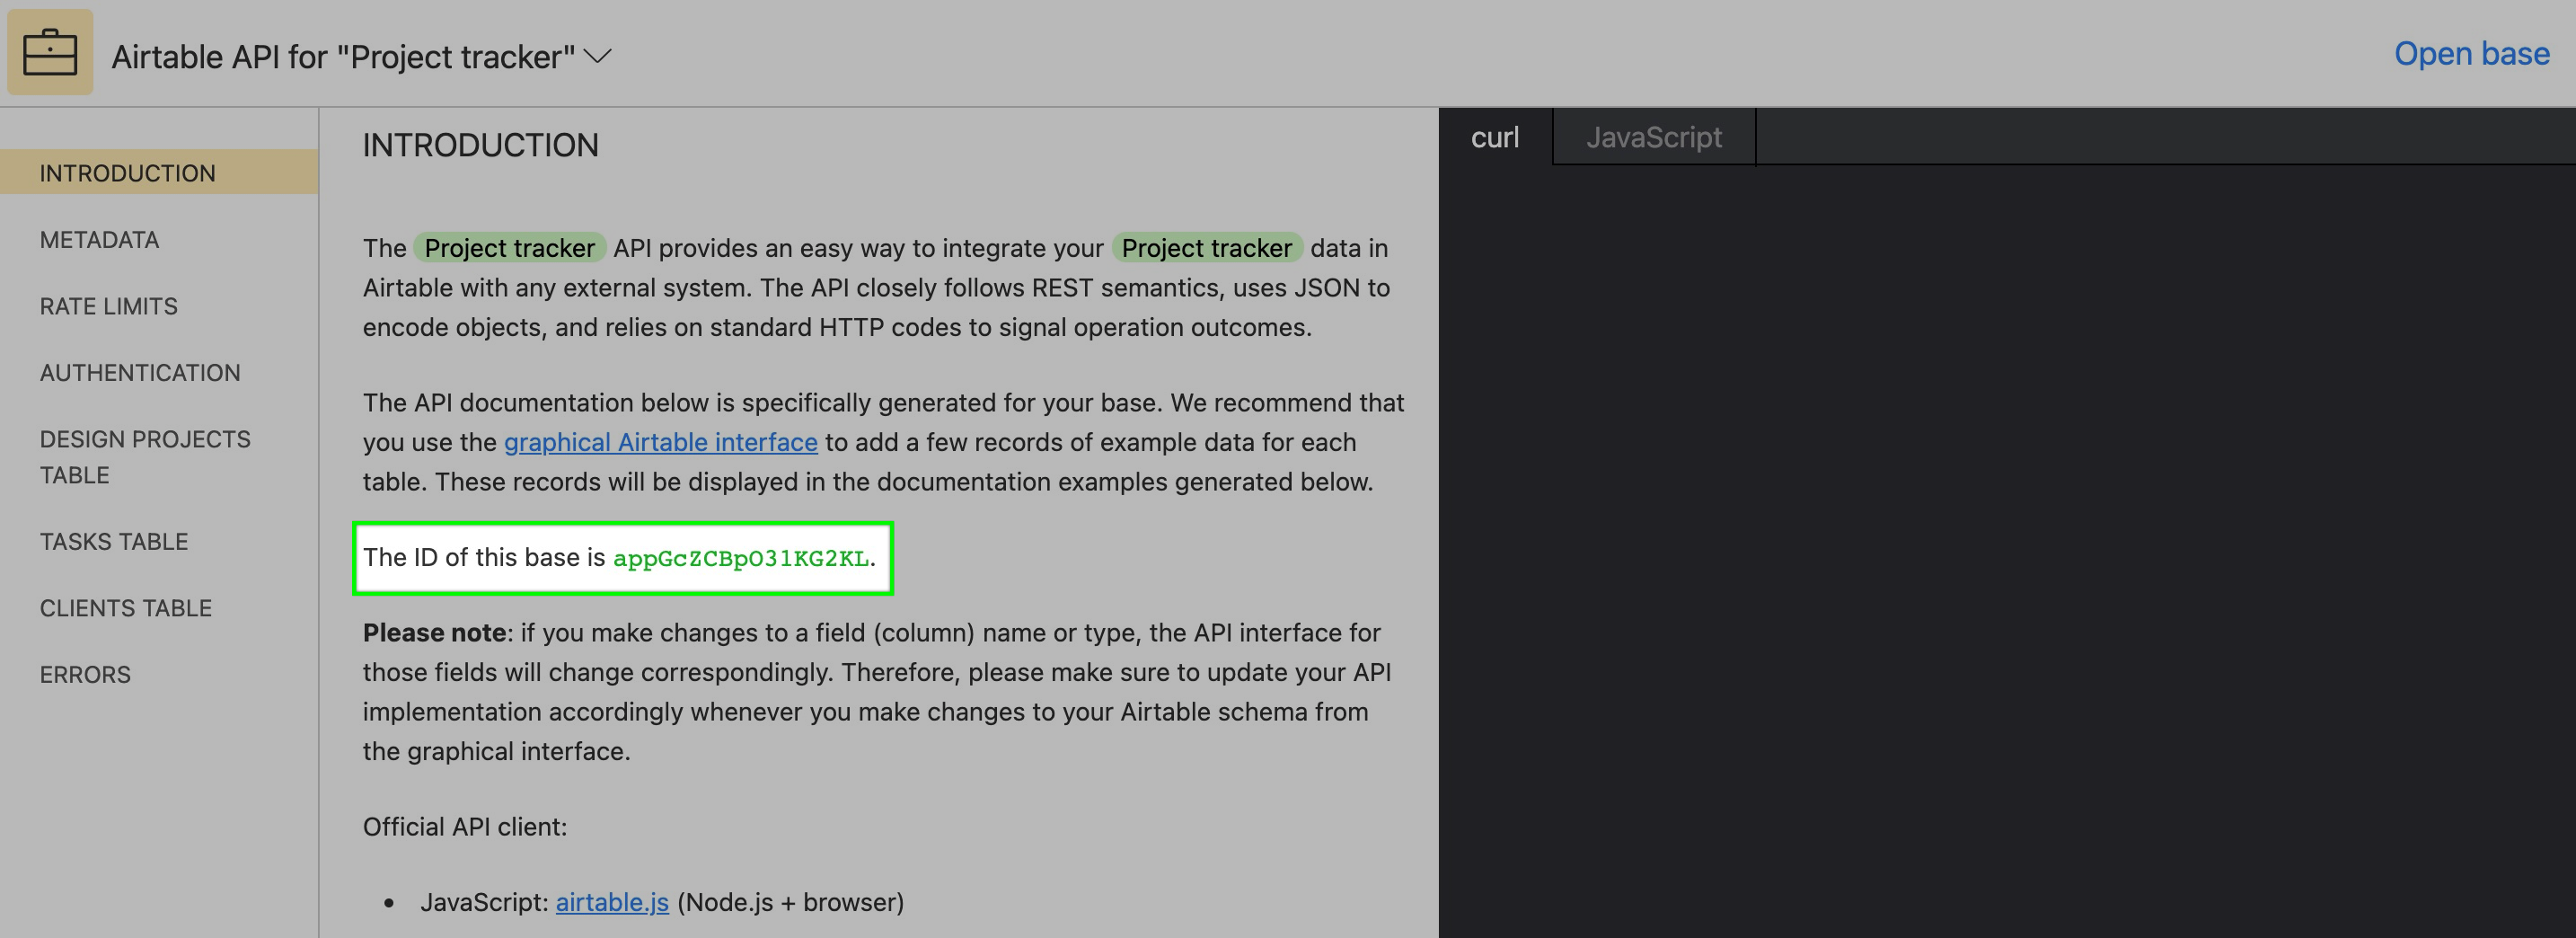 Airtable API for "Project tracker"
Open base
INTRODUCTION
METADATA
RATE LIMITS
AUTHENTICATION
DESIGN PROJECTS
TABLE
TASKS TABLE
CLIENTS TABLE
ERRORS
INTRODUCTION
The Project tracker API provides an easy way to integrate your Project tracker data in
Airtable with any external system. The API closely follows REST semantics, uses JSON to
encode objects, and relies on standard HTTP codes to signal operation outcomes.
The API documentation below is specifically generated for your base. We recommend that
you use the graphical Airtable interface to add a few records of example data for each
table. These records will be displayed in the documentation examples generated below.
The ID of this base is appGcZCBpO31KG2KL.
Please note: if you make changes to a field (column) name or type, the API interface for
those fields will change correspondingly. Therefore, please make sure to update your API
implementation accordingly whenever you make changes to your Airtable schema from
the graphical interface.
Official API client:
• JavaScript: airtable.js (Node.js + browser)
curl
JavaScript